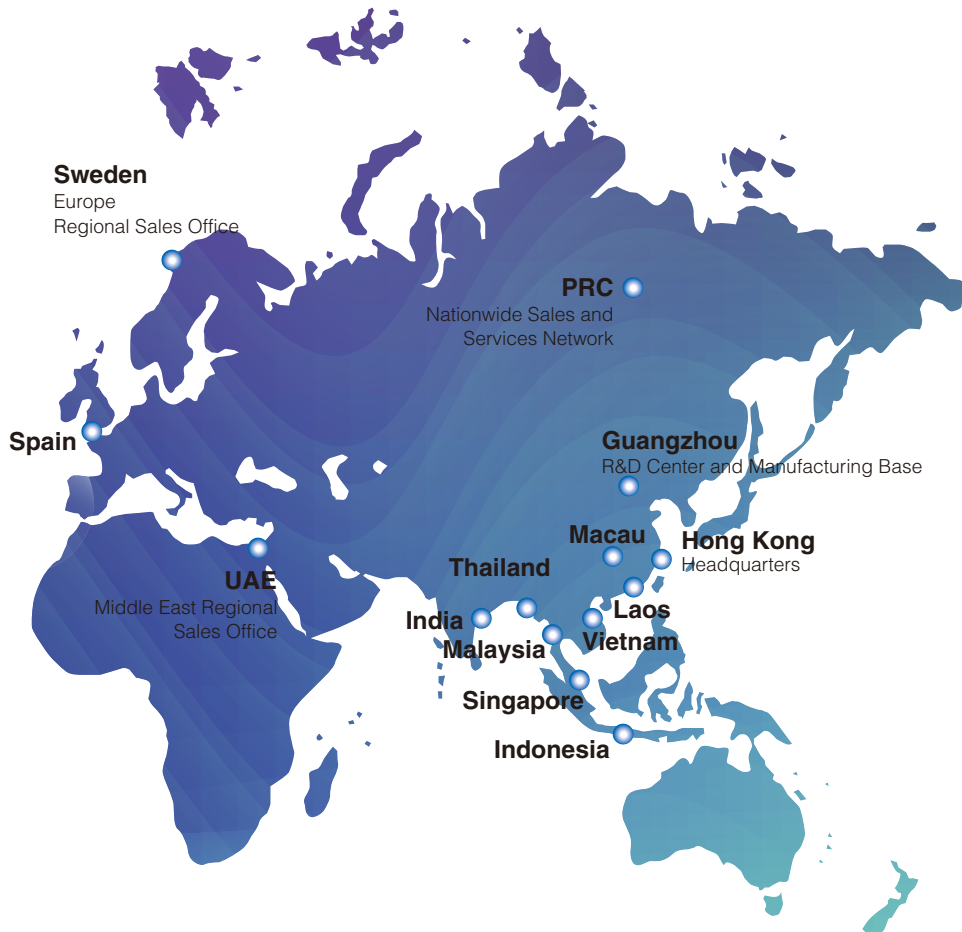 Sweden
Europe
Regional Sales Office
PRC
Nationwide Sales and
Services Network
Spain
Guangzhou
R&D Center and Manufacturing Base
Macau
Hong Kong
Headquarters
Thailand
UAE
Middle East Regional
Sales Office
India
Laos
Malaysia
Vietnam
Singapore
Indonesia